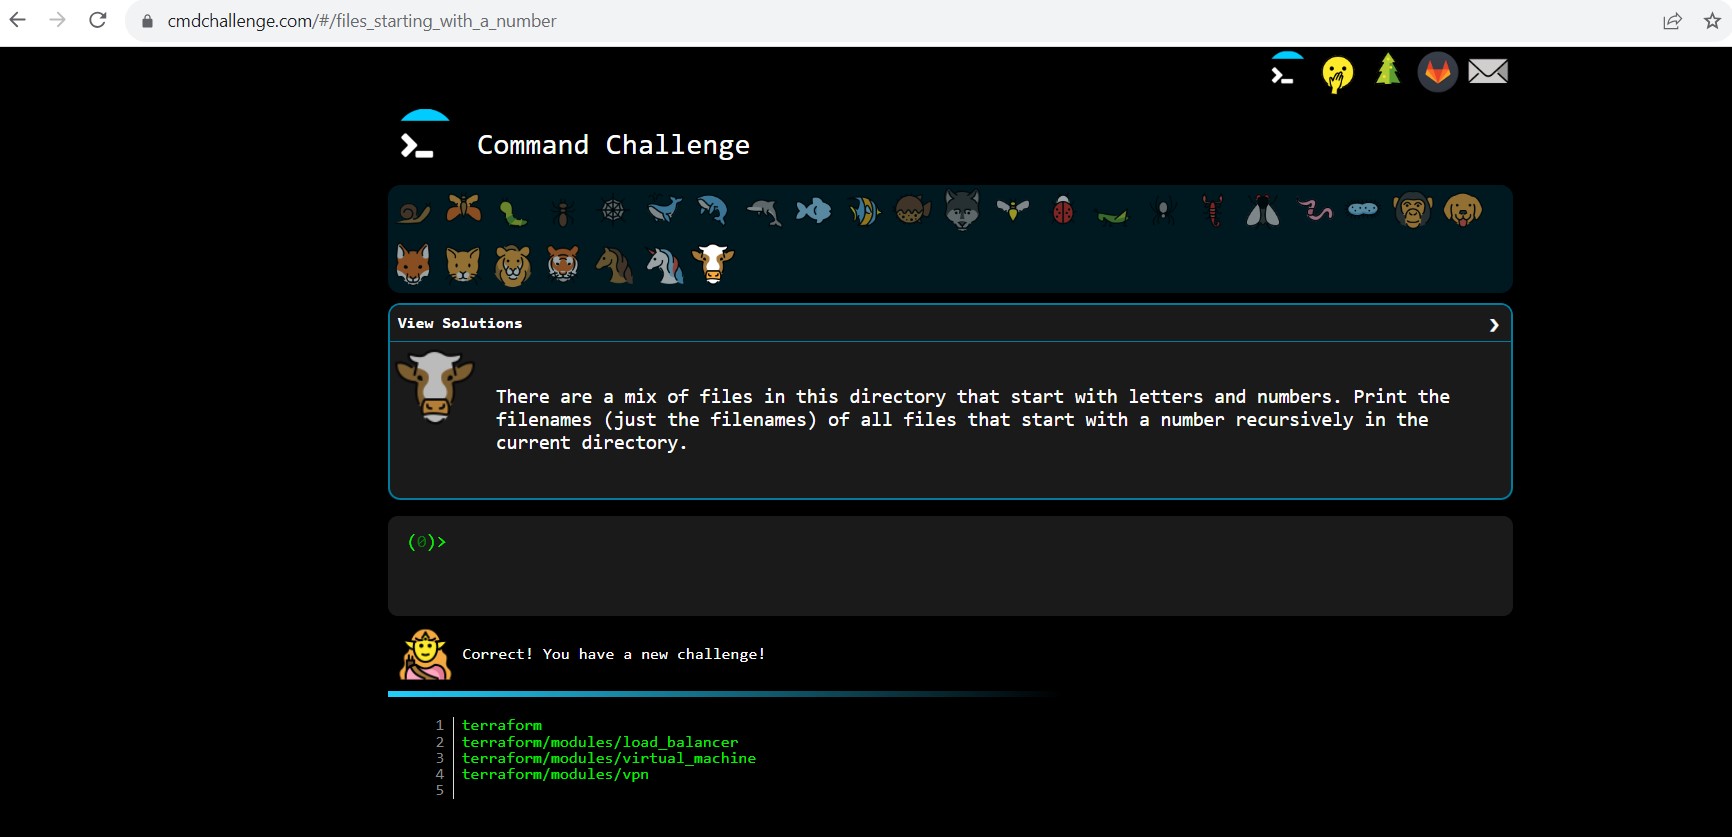 cmdchallenge.com/#/files_starting_with_a_number
Command Challenge
View Solutions
There are a mix of files in this directory that start with letters and numbers. Print the
filenames (just the filenames) of all files that start with a number recursively in the
current directory.
(0)>
Correct! You have a new challenge!
1 terraform
2 terraform/modules/load_balancer
3 terraform/modules/virtual_machine
4 terraform/modules/vpn
5